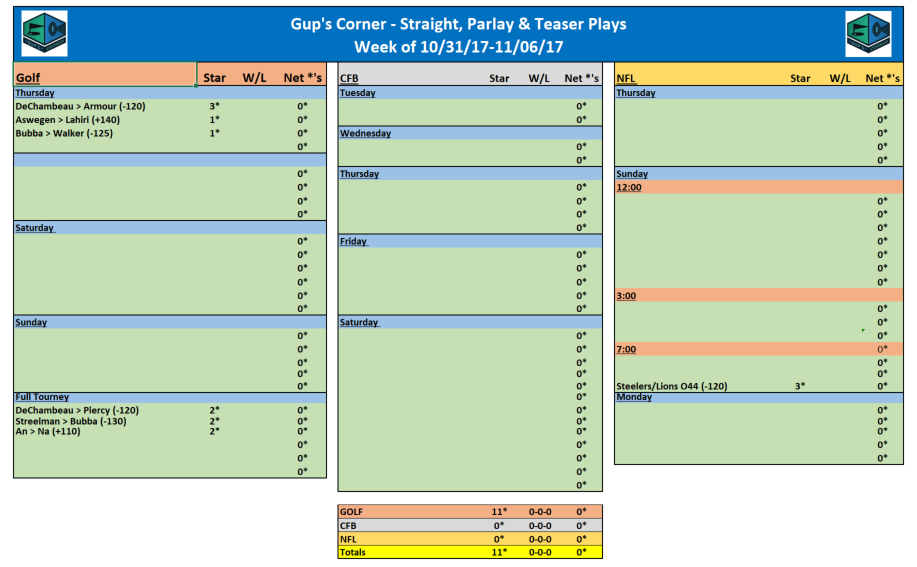 Gup's Corner - Straight, Parlay & Teaser Plays
Week of 10/31/17-11/06/17
Golf Star W/L Net *'s
Thursday
DeChambeau > Armour (-120) 3* 0*
Aswegen > Lahiri (+140) 1* 0*
Bubba > Walker (-125) 1* 0*
0*
0*
0*
0*
0*
Saturday
0*
0*
0*
0*
0*
0*
Sunday
0*
0*
0*
0*
0*
Full Tourney
DeChambeau > Piercy (-120) 2* 0*
Streelman > Bubba (-130) 2* 0*
An > Na (+110) 2* 0*
0*
0*
0*
CFB Star W/L Net *'s
Tuesday
0*
0*
Wednesday
0*
0*
Thursday
0*
0*
0*
0*
Friday
0*
0*
0*
0*
0*
Saturday
0*
0*
0*
0*
0*
0*
0*
0*
0*
0*
0*
0*
0*
NFL Star W/L Net *'s
Thursday
0*
0*
0*
0*
0*
Sunday
12:00
0*
0*
0*
0*
0*
0*
0*
3:00
0*
0*
0*
7:00 0*
0*
0*
Steelers/Lions O44 (-120) 3* 0*
Monday
0*
0*
0*
0*
0*
GOLF 11* 0-0-0 0*
CFB 0* 0-0-0 0*
NFL 0* 0-0-0 0*
Totals 11* 0-0-0 0*